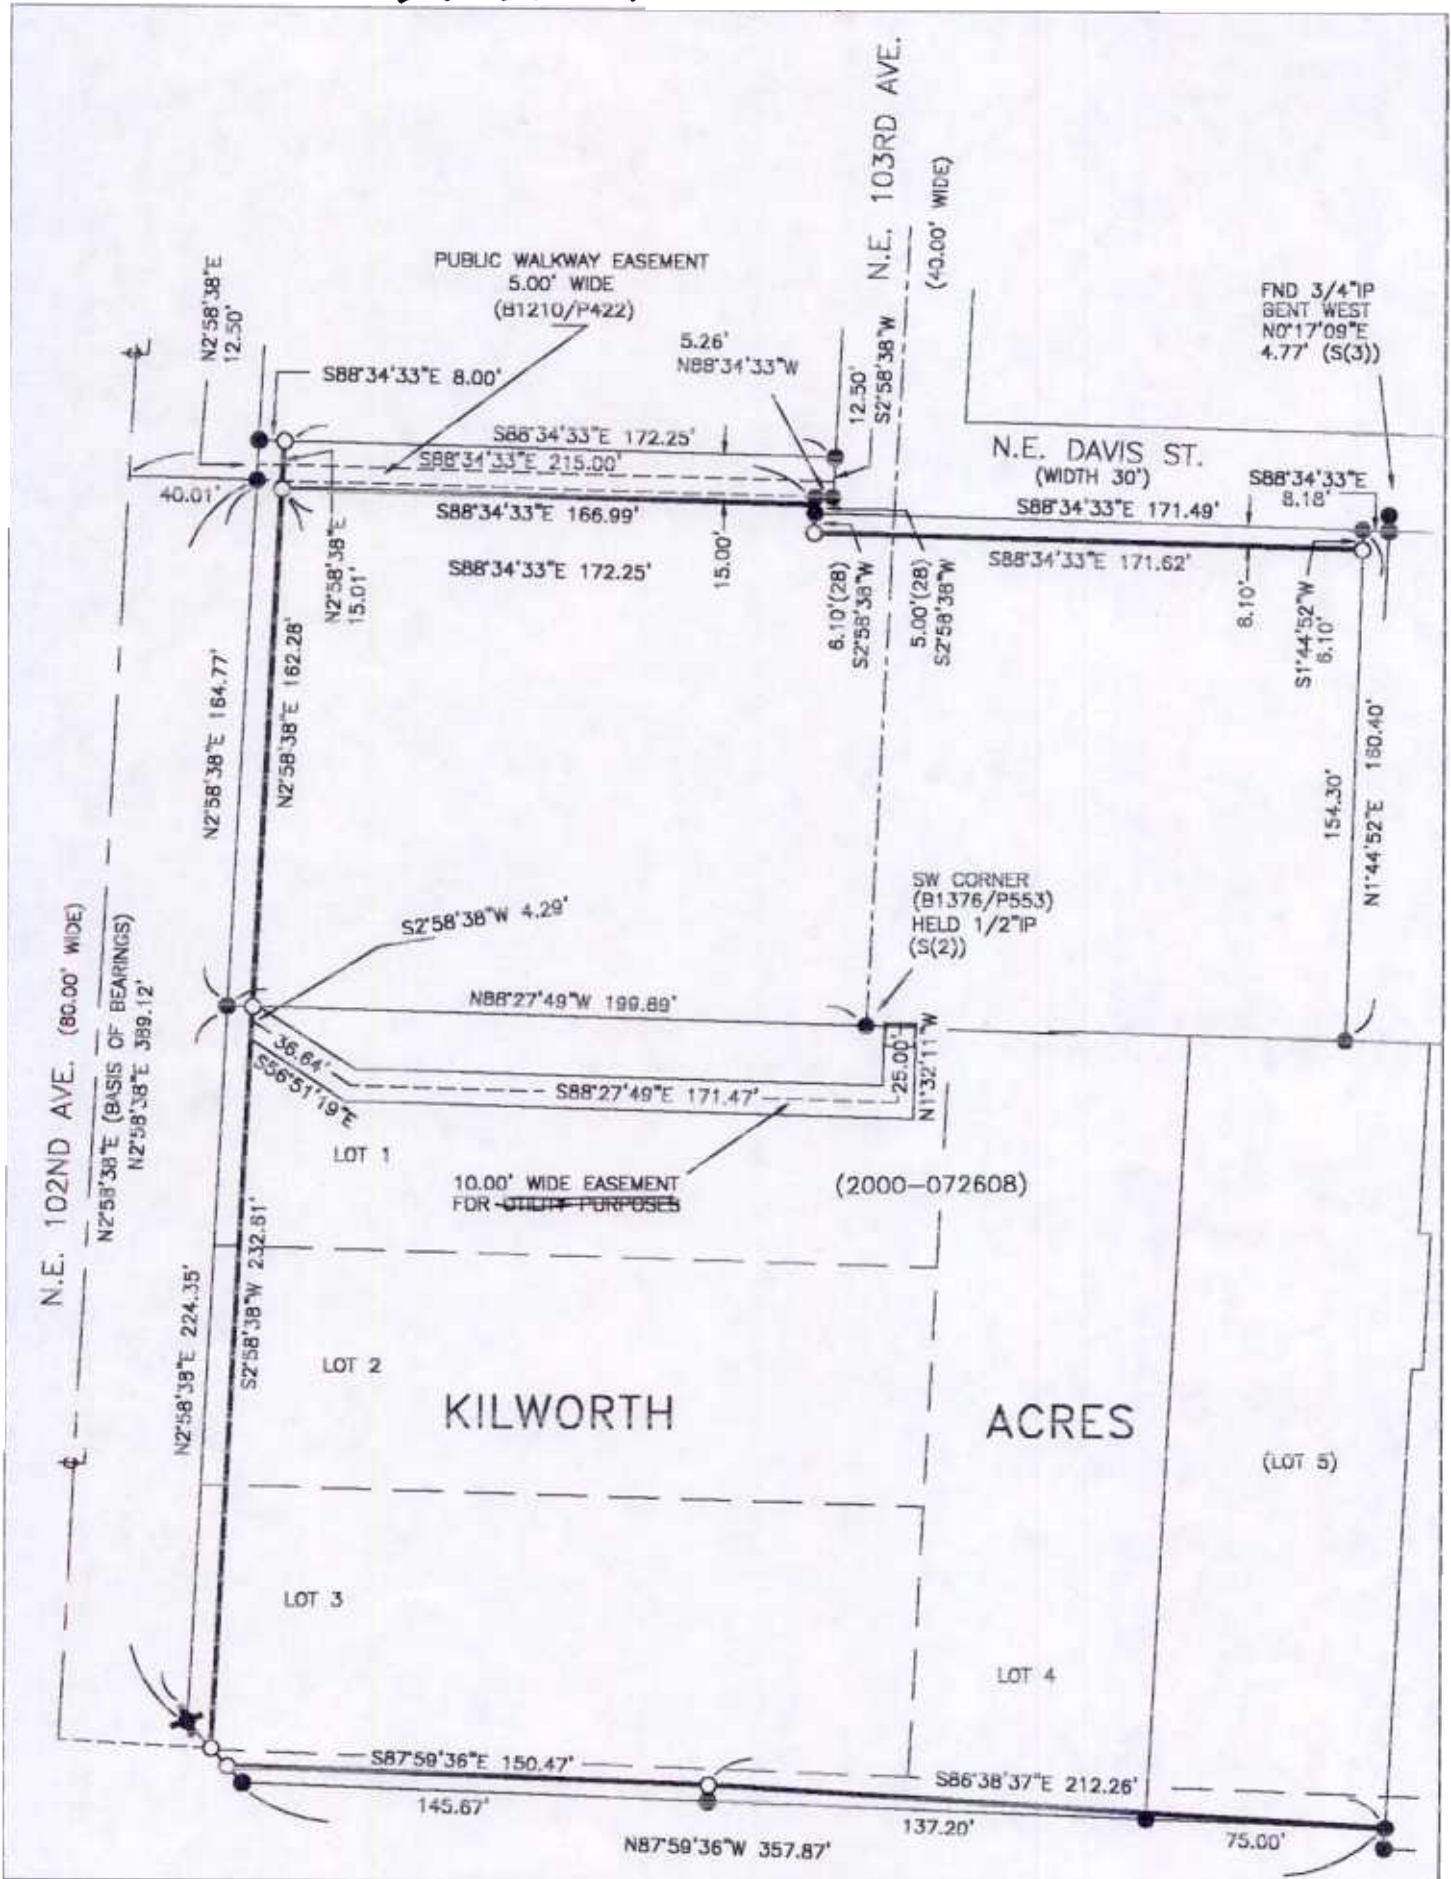 N.E. 103RD AVE.
(40.00' WIDE)
PUBLIC WALKWAY EASEMENT
5.00' WIDE
(B1210/P422)
N2°58'38"E
12.50'
S88°34'33"E 8.00'
5.26'
N88°34'33"W
12.50'
S2°58'38"W
FND 3/4"IP
BENT WEST
N0°17'09"E
4.77' (S(3))
S88°34'33"E 172.25'
S88°34'33"E 215.00'
N.E. DAVIS ST.
(WIDTH 30')
S88°34'33"E
8.18'
40.01'
S88°34'33"E 166.99'
S88°34'33"E 171.49'
S88°34'33"E 171.62'
S88°34'33"E 172.25'
N2°58'38"E
15.01'
15.00'
6.10'(28)
S2°58'38"W
5.00'(28)
S2°58'38"W
8.10'
S1°44'52"W
6.10'
N2°58'38"E 164.77'
N2°58'38"E 162.28'
154.30'
N1°44'52"E 160.40'
SW CORNER
(B1376/P553)
HELD 1/2"IP
(S(2))
S2°58'38"W 4.29'
N88°27'49"W 199.89'
N.E. 102ND AVE. (80.00' WIDE)
N2°58'38"E (BASIS OF BEARINGS)
N2°58'38"E 389.12'
36.64'
S56°51'19"E
S88°27'49"E 171.47'
25.00'
N1°32'11"W
LOT 1
10.00' WIDE EASEMENT
FOR UTILITY PURPOSES
(2000-072608)
N2°58'38"E 224.35'
S2°58'38"W 232.61'
LOT 2
KILWORTH ACRES
(LOT 5)
LOT 3
LOT 4
S87°59'36"E 150.47'
S86°38'37"E 212.26'
145.67'
137.20'
75.00'
N87°59'36"W 357.87'